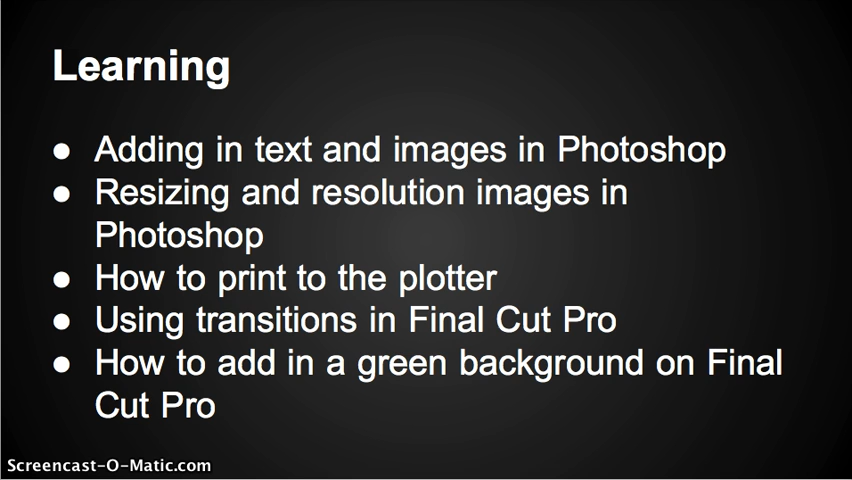 Learning
● Adding in text and images in Photoshop
● Resizing and resolution images in
Photoshop
● How to print to the plotter
● Using transitions in Final Cut Pro
● How to add in a green background on Final
Cut Pro
Screencast-O-Matic.com